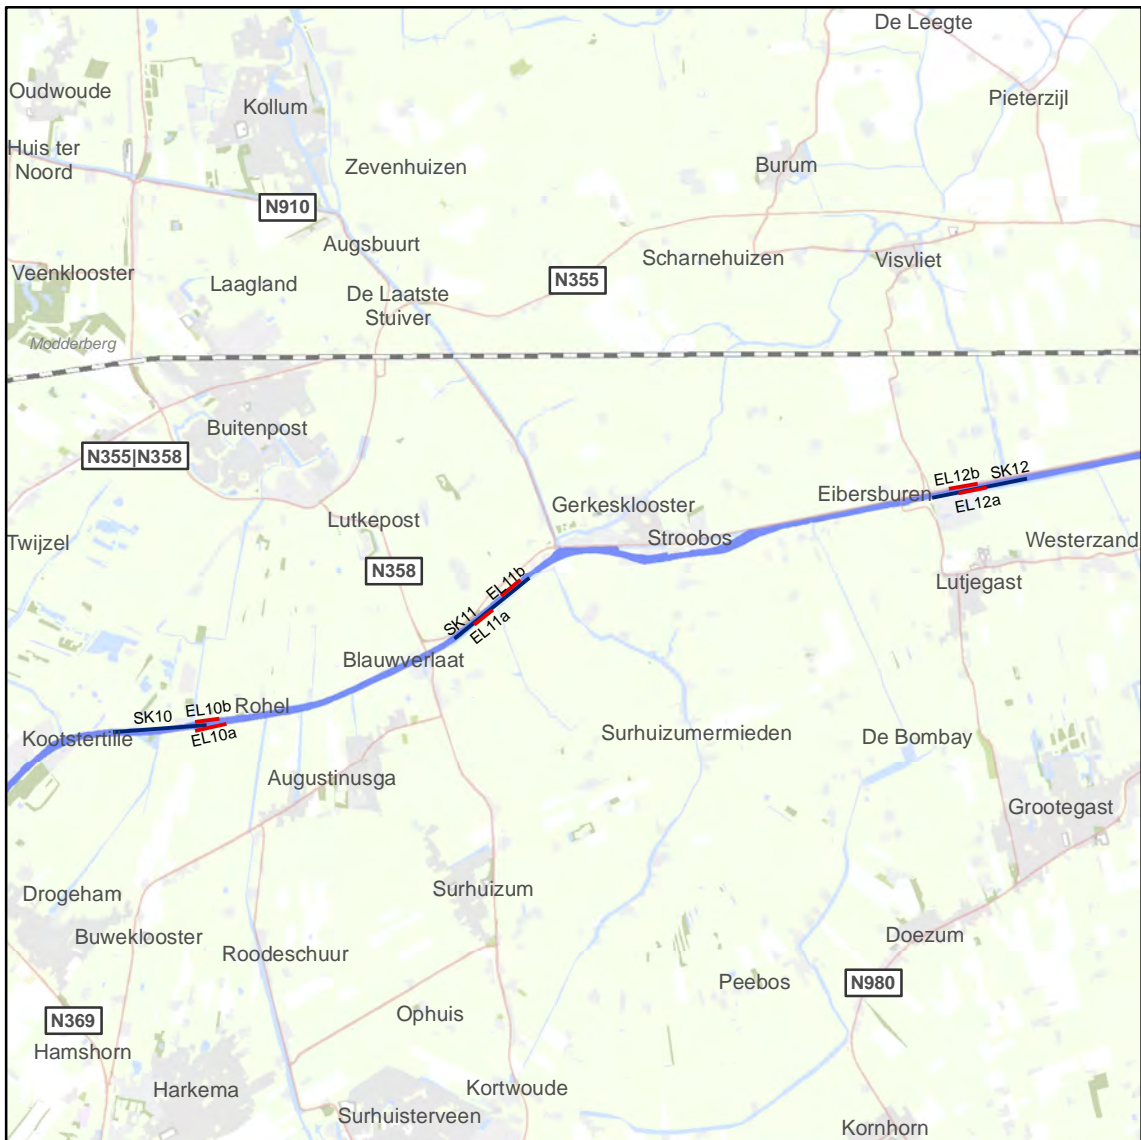 De Leegte
Oudwoude
Kollum
Pieterzijl
Huis ter
Noord
Zevenhuizen
Burum
N910
Augsbuurt
Scharnehuizen
Visvliet
Veenklooster
Laagland
N355
De Laatste
Stuiver
Modderberg
Buitenpost
N355|N358
EL12b
SK12
Eibersburen
EL12a
Gerkesklooster
Lutkepost
Stroobos
Twijzel
Westerzand
N358
EL11b
Lutjegast
SK11
EL11a
Blauwverlaat
EL10b
Rohel
SK10
Kootstertille
EL10a
Surhuizumermieden
De Bombay
Augustinusga
Grootegast
Drogeham
Surhuizum
Buweklooster
Doezum
Roodeschuur
Peebos
N980
Ophuis
N369
Hamshorn
Harkema
Kortwoude
Surhuisterveen
Kornhorn